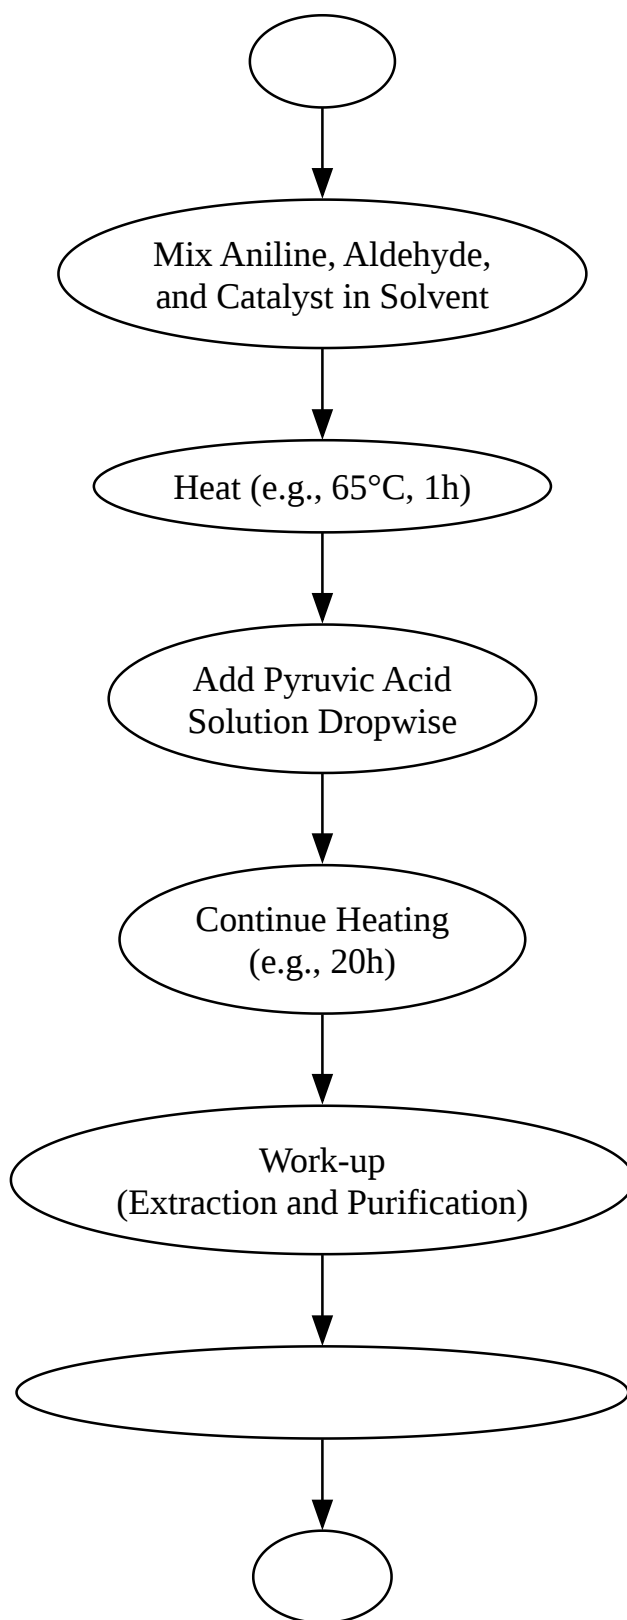 Mix Aniline, Aldehyde,
and Catalyst in Solvent
Heat (e.g., 65°C, 1h)
Add Pyruvic Acid
Solution Dropwise
Continue Heating
(e.g., 20h)
Work-up
(Extraction and Purification)